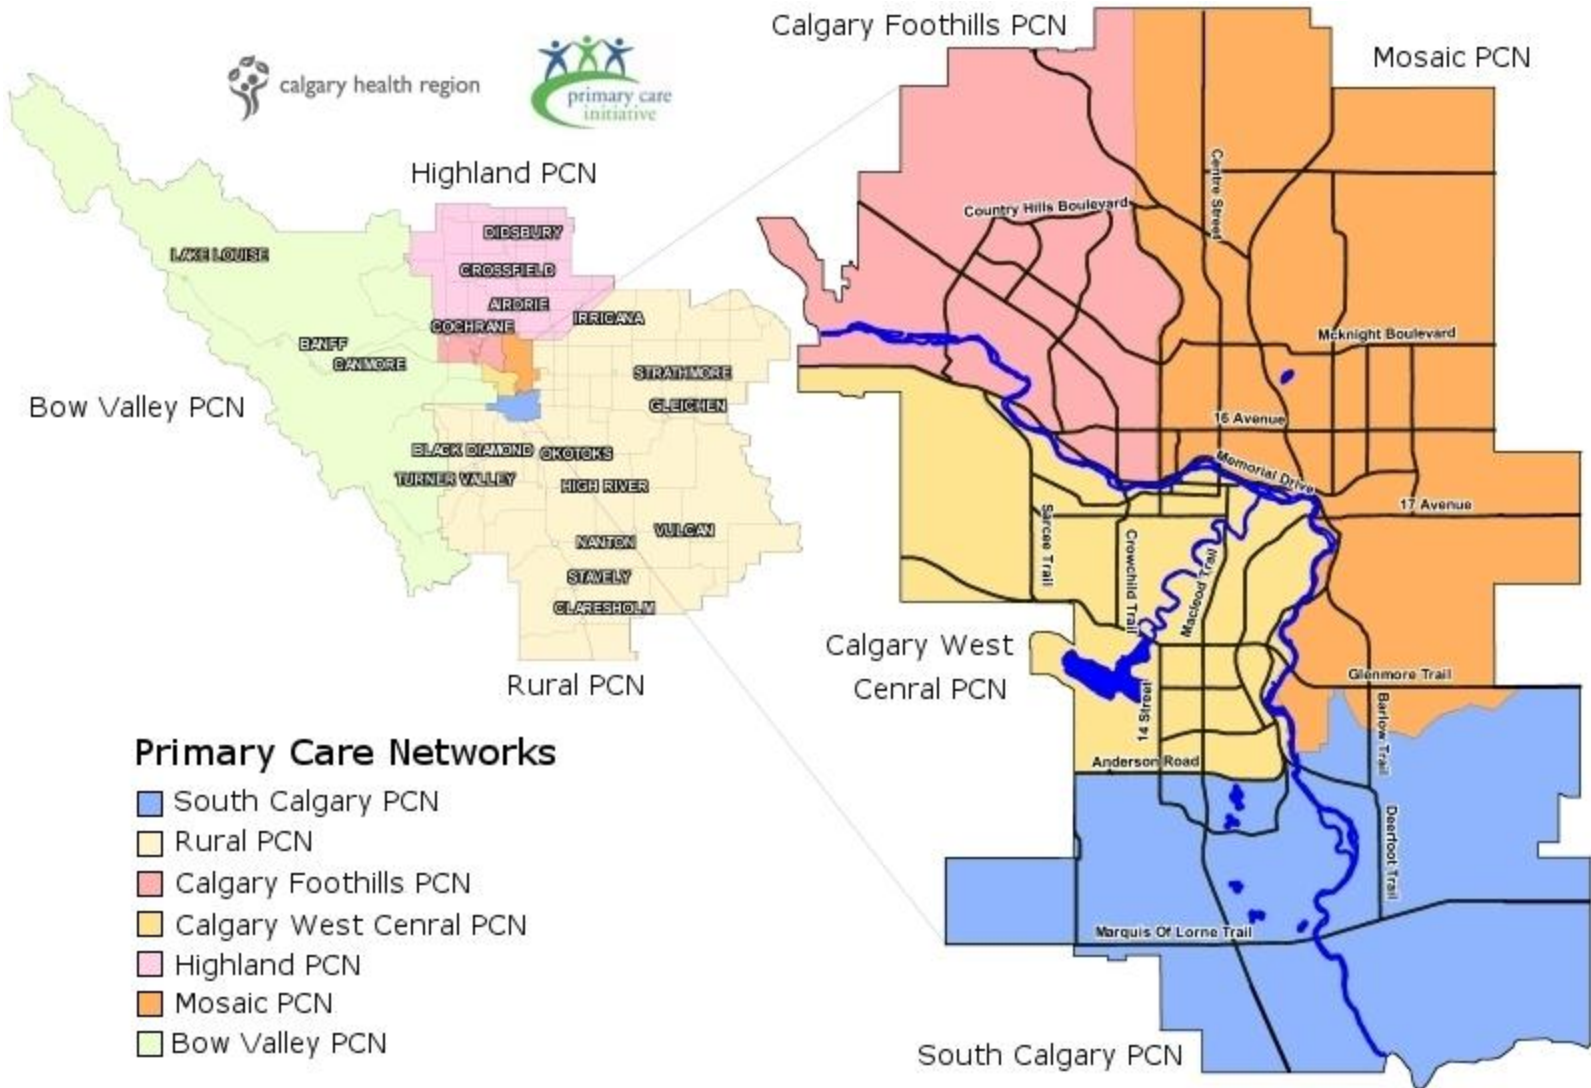 Calgary Foothills PCN
Mosaic PCN
calgary health region
primary care
initiative
Highland PCN
DIDSBURY
LAKE LOUISE
CROSSFIELD
AIRDRIE
IRRICANA
COCHRANE
BANFF
CANMORE
STRATHMORE
Bow Valley PCN
GLEICHEN
BLACK DIAMOND
OKOTOKS
TURNER VALLEY
HIGH RIVER
VULCAN
NANTON
STAVELY
CLARESHOLM
Rural PCN
Centre Street
Country Hills Boulevard
Mcknight Boulevard
16 Avenue
Memorial Drive
17 Avenue
Sarcee Trail
Crowchild Trail
Macleod Trail
Calgary West
Cenral PCN
Glenmore Trail
14 Street
Barlow Trail
Anderson Road
Deerfoot Trail
Marquis Of Lorne Trail
South Calgary PCN
Primary Care Networks
South Calgary PCN
Rural PCN
Calgary Foothills PCN
Calgary West Cenral PCN
Highland PCN
Mosaic PCN
Bow Valley PCN